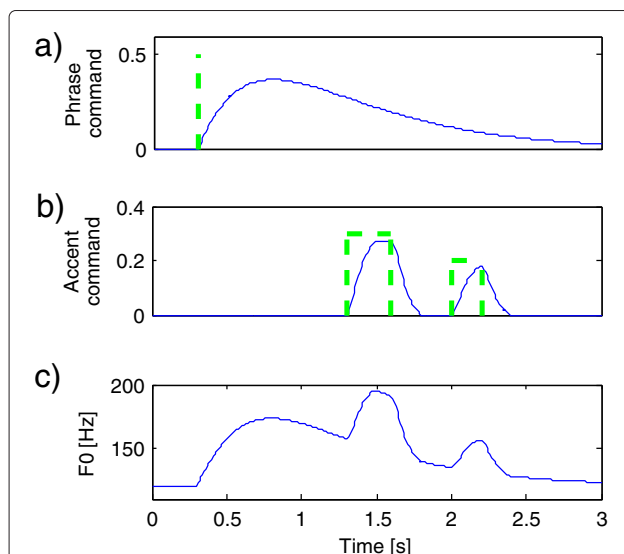 a)
Phrase
command
0.5
0
b)
Accent
command
0.4
0.2
0
c)
F0 [Hz]
200
150
0 0.5 1 1.5 2 2.5 3
Time [s]